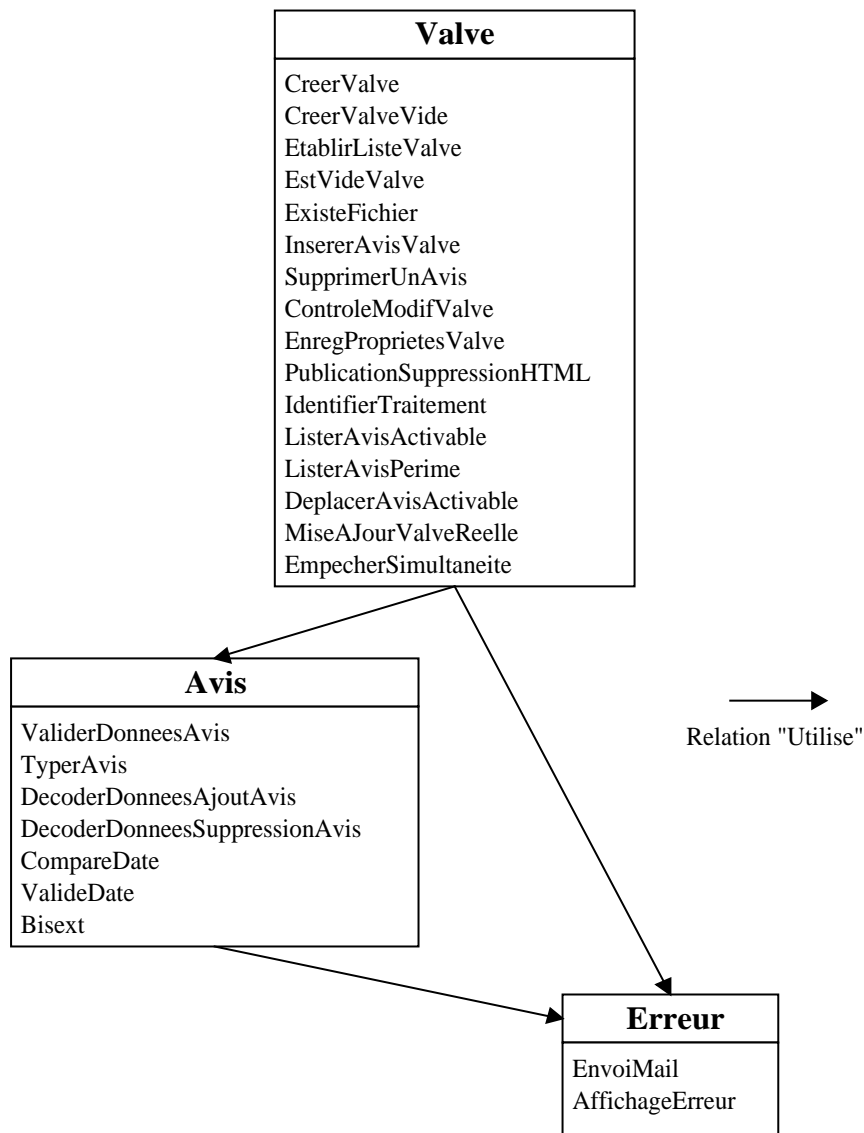 Valve
CreerValve
CreerValveVide
EtablirListeValve
EstVideValve
ExisteFichier
InsererAvisValve
SupprimerUnAvis
ControleModifValve
EnregProprietesValve
PublicationSuppressionHTML
IdentifierTraitement
ListerAvisActivable
ListerAvisPerime
DeplacerAvisActivable
MiseAJourValveReelle
EmpecherSimultaneite
Avis
ValiderDonneesAvis
TyperAvis
DecoderDonneesAjoutAvis
DecoderDonneesSuppressionAvis
CompareDate
ValideDate
Bisext
Relation "Utilise"
Erreur
EnvoiMail
AffichageErreur